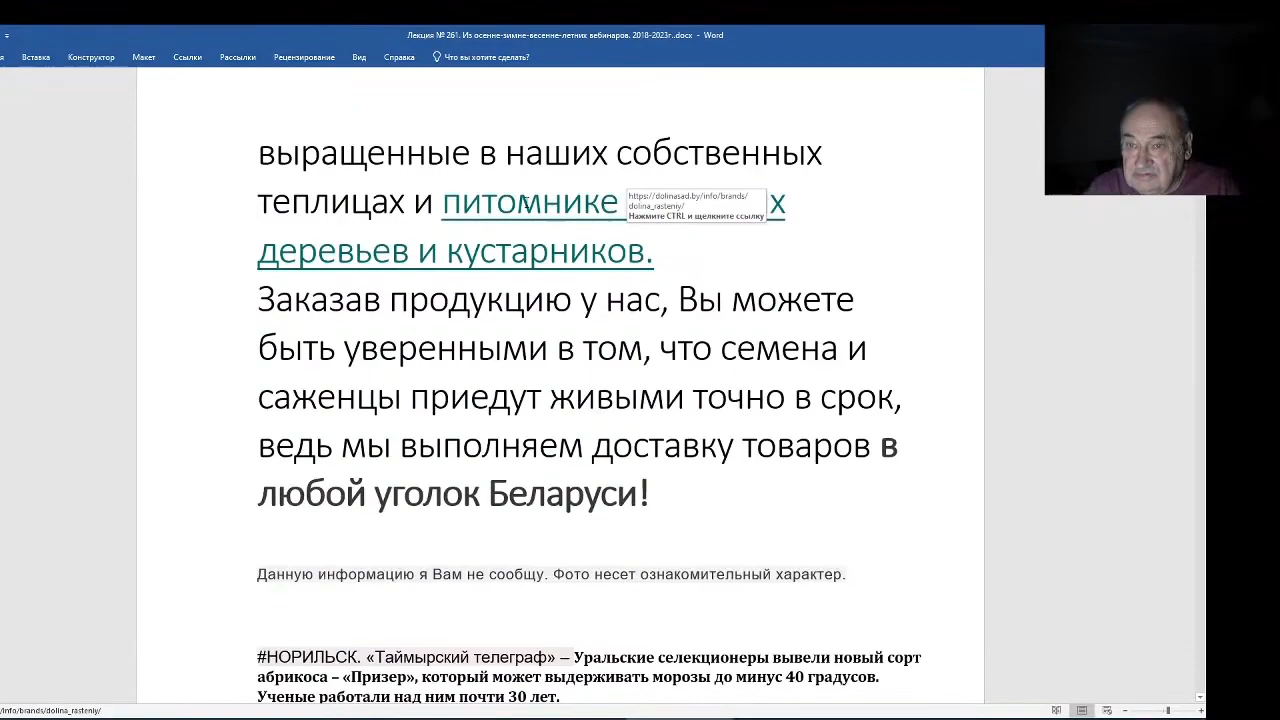 Лекция № 261. Из осенне-зимне-весенне-летних вебинаров. 2018-2023г..docx - Word
я Вставка Конструктор Макет Ссылки Рассылки Рецензирование Вид Справка Что вы хотите сделать?
выращенные в наших собственных
теплицах и питомнике х
https://dolinasad.by/info/brands/
dolina_rasteniy/
Нажмите CTRL и щелкните ссылку
деревьев и кустарников.
Заказав продукцию у нас, Вы можете
быть уверенными в том, что семена и
саженцы приедут живыми точно в срок,
ведь мы выполняем доставку товаров в
любой уголок Беларуси!
Данную информацию я Вам не сообщу. Фото несет ознакомительный характер.
#НОРИЛЬСК. «Таймырский телеграф» – Уральские селекционеры вывели новый сорт
абрикоса – «Призер», который может выдерживать морозы до минус 40 градусов.
Ученые работали над ним почти 30 лет.
/info/brands/dolina_rasteniy/